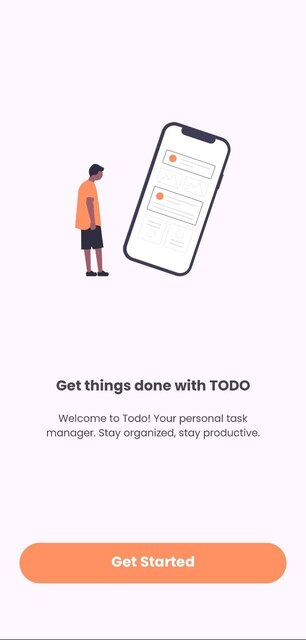 Get things done with TODO
Welcome to Todo! Your personal task
manager. Stay organized, stay productive.
Get Started